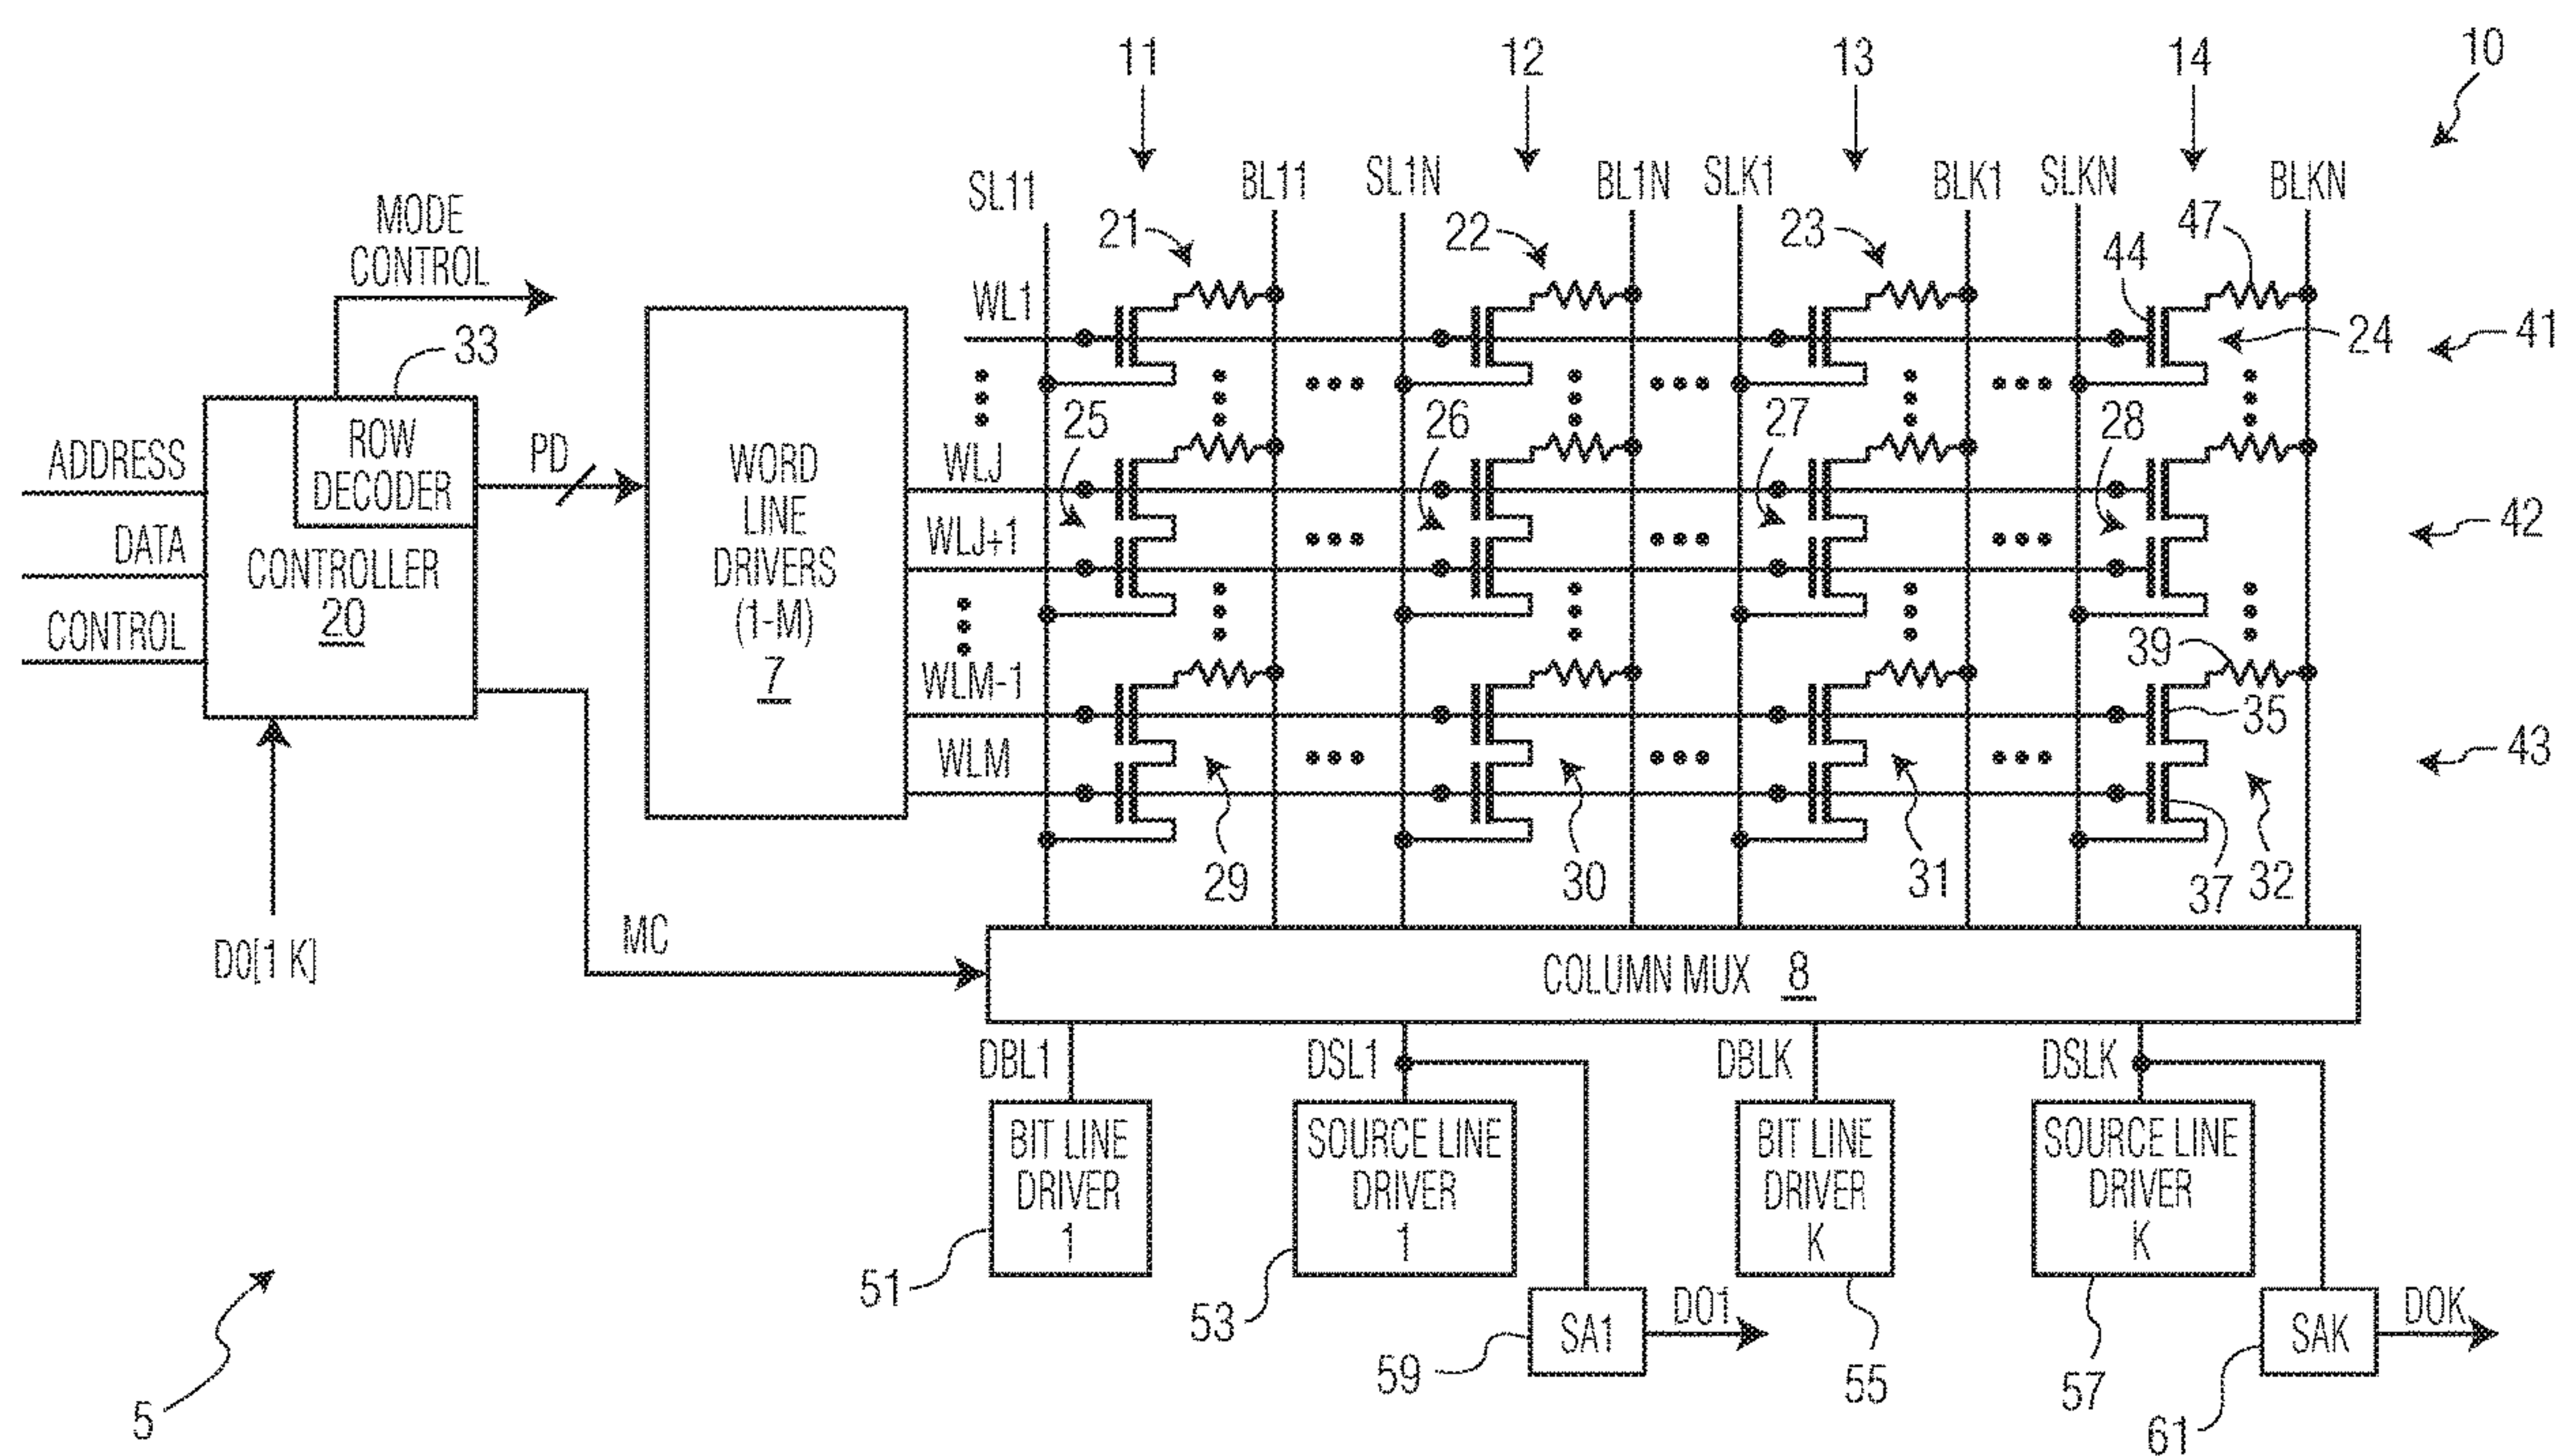 11
12
13
14
10
SL11
BL11
SL1N
BL1N
SLK1
BLK1
SLKN
BLKN
MODE
CONTROL
21
22
23
44
47
WL1
24
41
33
ROW
DECODER
ADDRESS
DATA
CONTROL
CONTROLLER
20
PD
WORD
LINE
DRIVERS
(1-M)
7
WLJ
25
26
27
28
WLJ+1
42
WLM-1
39
35
WLM
43
29
30
31
37
32
DO[1 K]
MC
COLUMN MUX 8
DBL1
DSL1
DBLK
DSLK
BIT LINE
DRIVER
1
SOURCE LINE
DRIVER
1
BIT LINE
DRIVER
K
SOURCE LINE
DRIVER
K
51
53
59
SA1
DO1
55
57
61
SAK
DOK
5